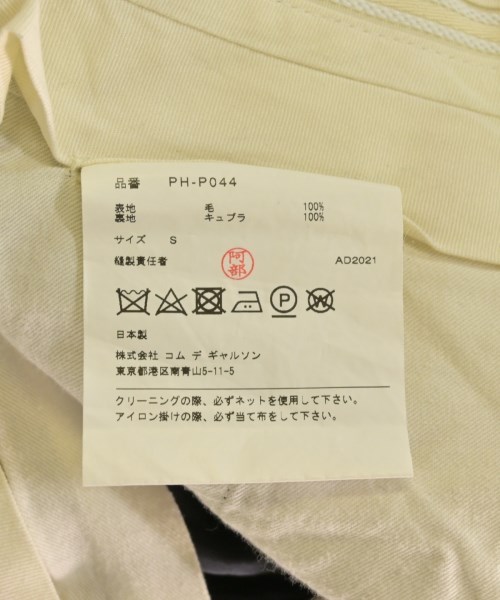 品番 PH-P044
表地 毛 100%
裏地 キュプラ 100%
サイズ S
縫製責任者 阿部 AD2021
P W
日本製
株式会社 コム デ ギャルソン
東京都港区南青山5-11-5
クリーニングの際、必ずネットを使用して下さい。
アイロン掛けの際、必ず当て布をして下さい。